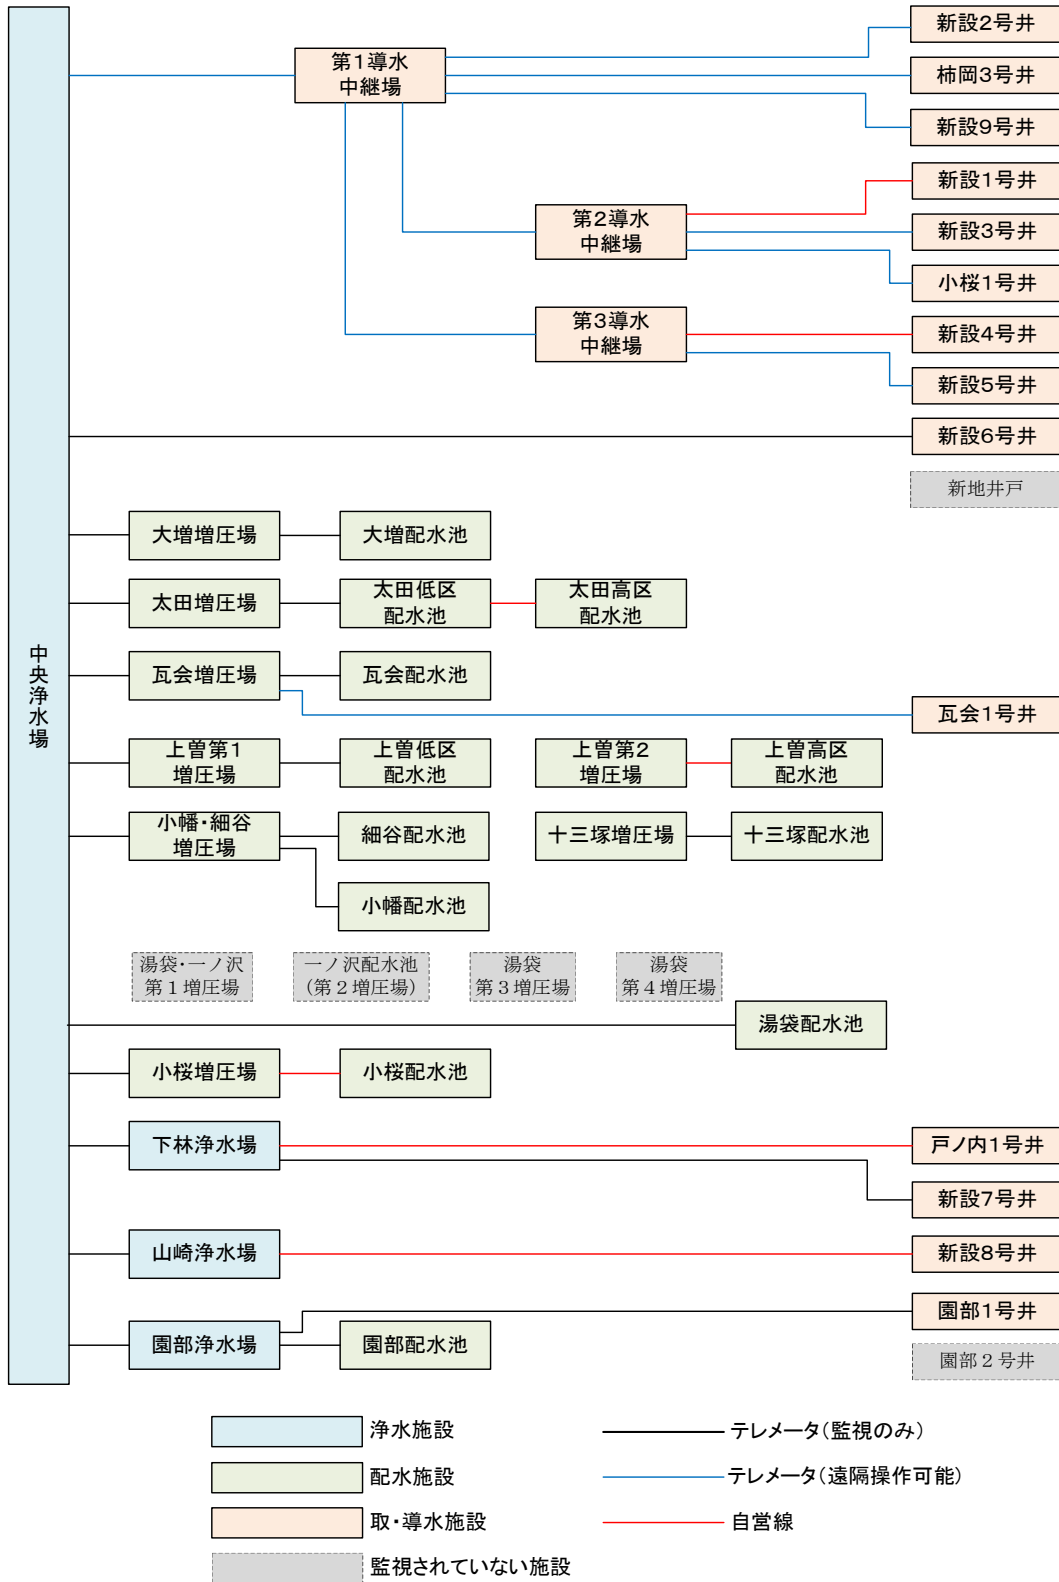 新設2号井
第1導水
中継場
柿岡3号井
新設9号井
新設1号井
第2導水
中継場
新設3号井
小桜1号井
第3導水
中継場
新設4号井
新設5号井
新設6号井
新地井戸
大増増圧場
大増配水池
太田増圧場
太田低区
配水池
太田高区
配水池
中央浄水場
瓦会増圧場
瓦会配水池
瓦会1号井
上曽第1
増圧場
上曽低区
配水池
上曽第2
増圧場
上曽高区
配水池
小幡・細谷
増圧場
細谷配水池
十三塚増圧場
十三塚配水池
小幡配水池
湯袋・一ノ沢
第1増圧場
一ノ沢配水池
(第2増圧場)
湯袋
第3増圧場
湯袋
第4増圧場
湯袋配水池
小桜増圧場
小桜配水池
下林浄水場
戸ノ内1号井
新設7号井
山崎浄水場
新設8号井
園部1号井
園部浄水場
園部配水池
園部2号井
浄水施設
テレメータ(監視のみ)
配水施設
テレメータ(遠隔操作可能)
取・導水施設
自営線
監視されていない施設